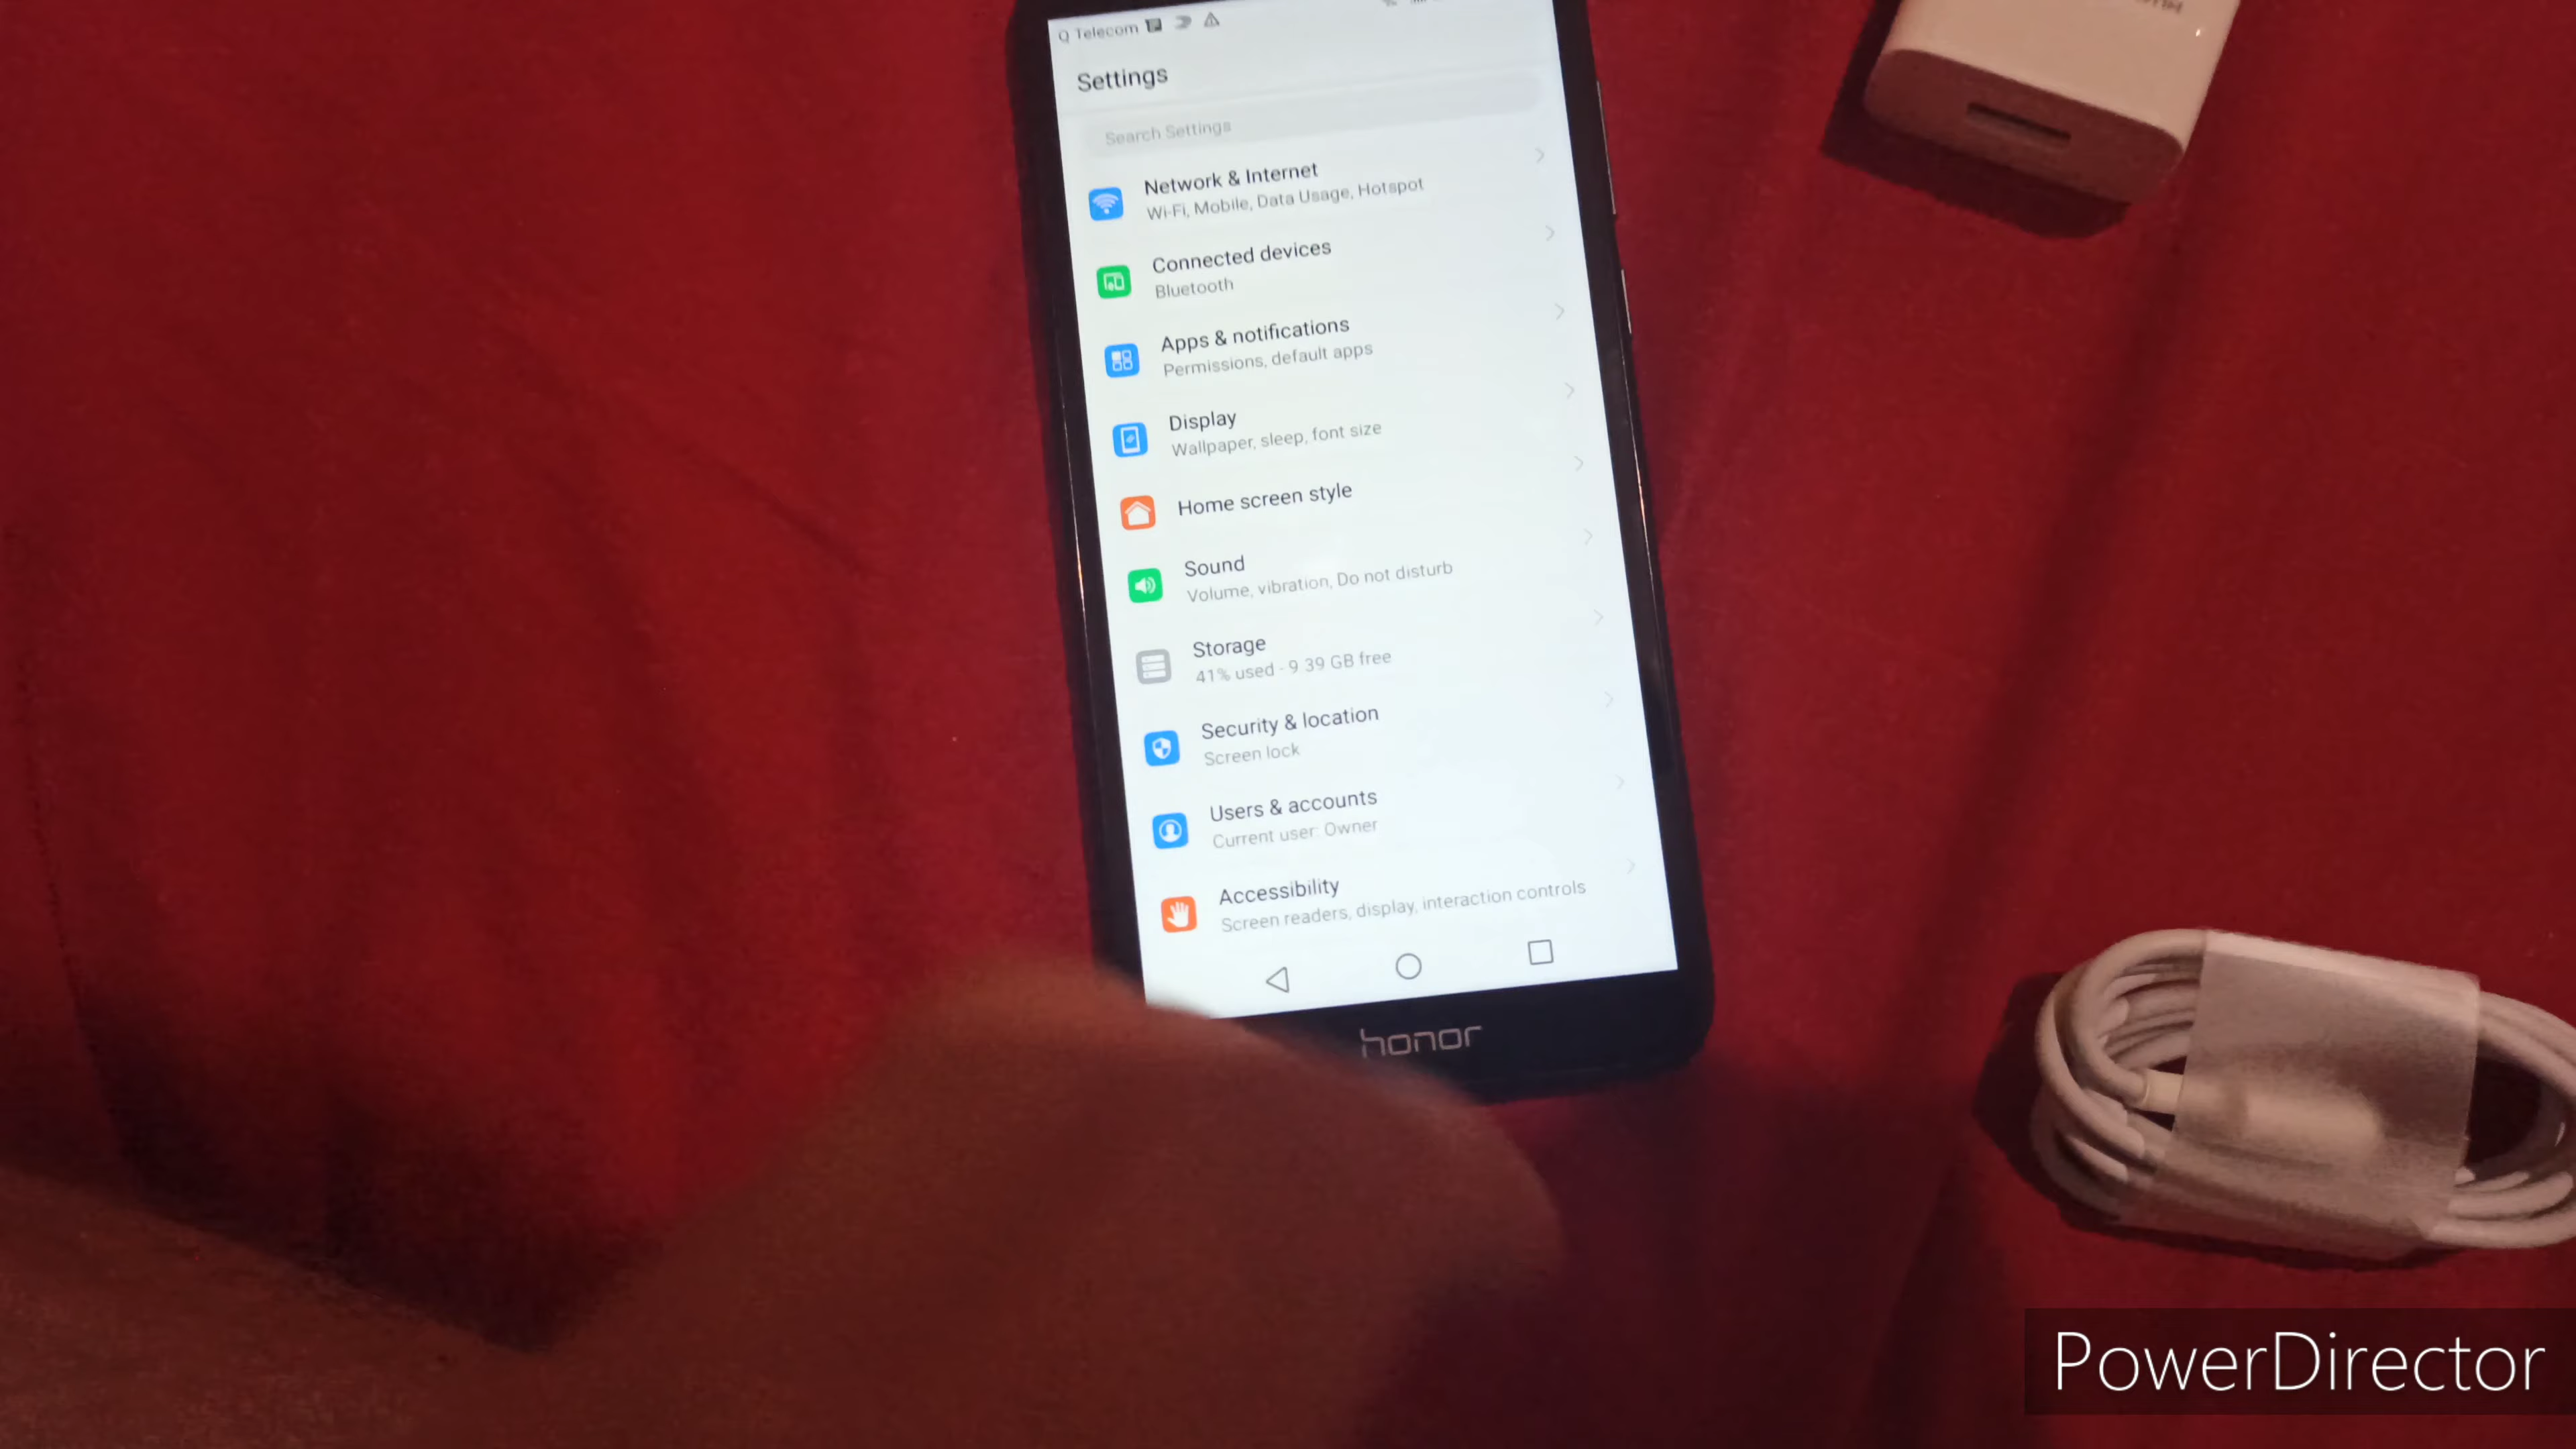 Q Telecom
Settings
Search Settings
Network & Internet
Wi-Fi, Mobile, Data Usage, Hotspot
Connected devices
Bluetooth
Apps & notifications
Permissions, default apps
Display
Wallpaper, sleep, font size
Home screen style
Sound
Volume, vibration, Do not disturb
Storage
41% used - 9 39 GB free
Security & location
Screen lock
Users & accounts
Current user: Owner
Accessibility
Screen readers, display, interaction controls
honor
PowerDirector